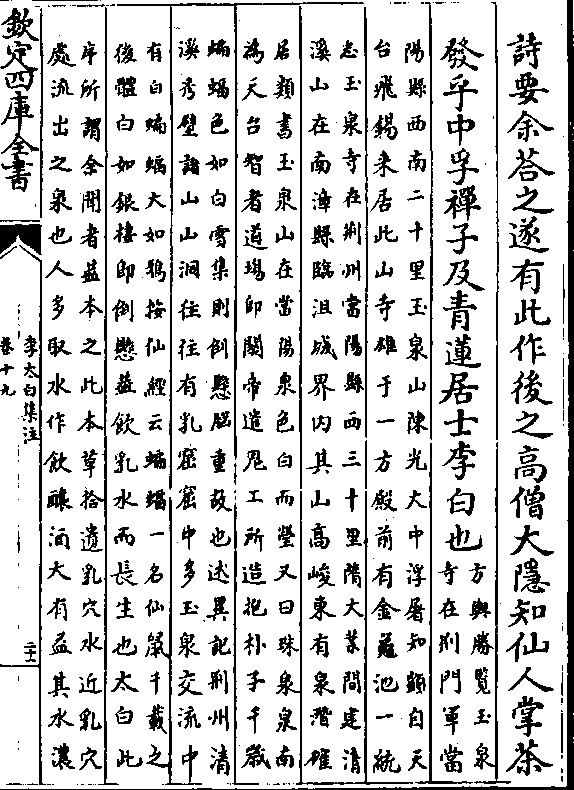 詩要余荅之遂有此作後之高僧大隱知仙人掌茶
發乎中孚禪子及青蓮居士李白也
方輿勝覽玉泉
寺在荆門軍當
陽縣西南二十里玉泉山陳光大中浮屠知顗自天
台飛錫来居此山寺雄于一方殿前有金龜池一統
志玉泉寺在荆州當陽縣西三十里隋大業間建清
溪山在南漳縣臨沮城界内其山高峻東有泉潛確
居類書玉泉山在當陽泉色白而瑩又曰珠泉泉南
為天台智者道塲即關帝遣鬼工所造抱朴子千嵗
蝙蝠色如白雪集則倒懸腦重故也述異記荆州清
溪秀壁諸山山洞往往有乳窟窟中多玉泉交流中
有白蝙蝠大如鵶按仙經云蝙蝠一名仙䑕千載之
後體白如銀棲即倒懸葢飲乳水而長生也太白此
序所謂余聞者葢本之此本草拾遺乳穴水近乳穴
處流出之泉也人多取水作飲釀酒大有益其水濃
欽定四庫全書
李太白集注
卷十九